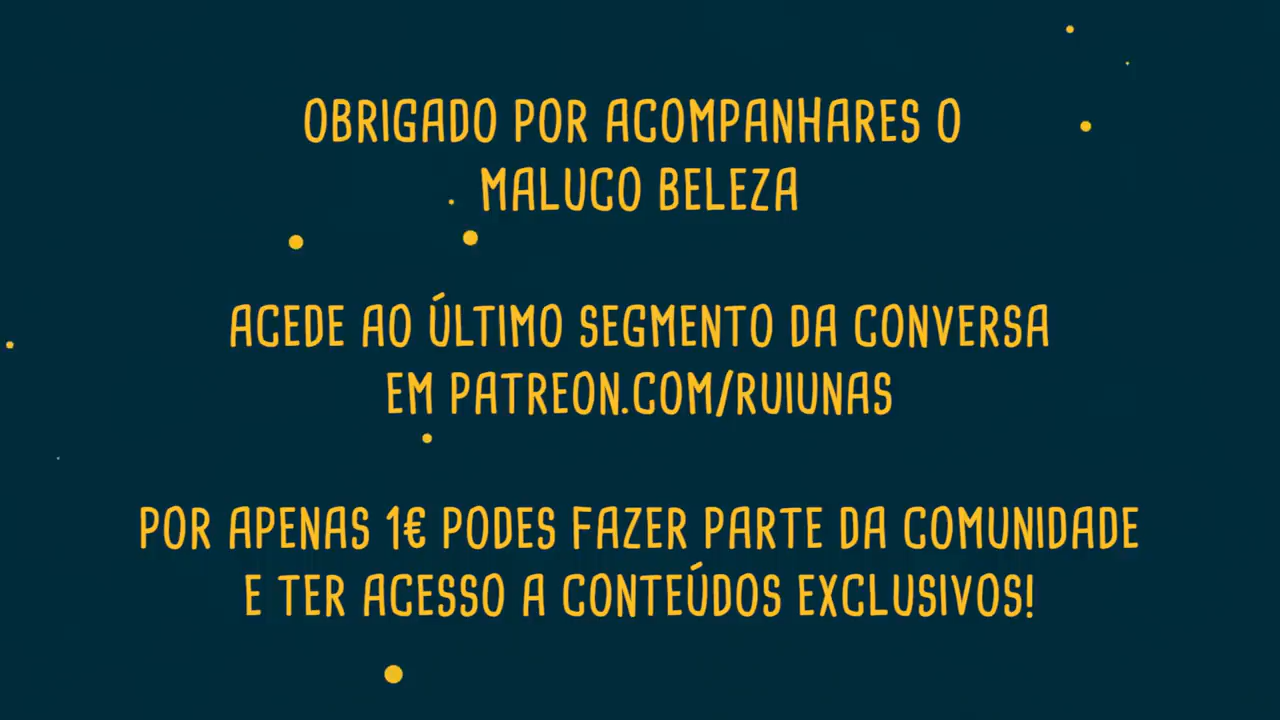 OBRIGADO POR ACOMPANHARES O
MALUCO BELEZA
ACEDE AO ÚLTIMO SEGMENTO DA CONVERSA
EM PATREON.COM/RUIUNAS
POR APENAS 1€ PODES FAZER PARTE DA COMUNIDADE
E TER ACESSO A CONTEÚDOS EXCLUSIVOS!